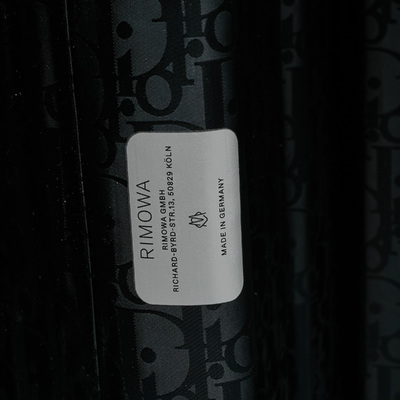 RIMOWA
RIMOWA GMBH
RICHARD-BYRD-STR.13, 50829 KÖLN
MADE IN GERMANY